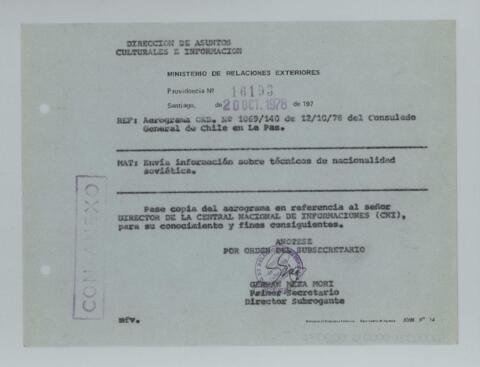 DIRECCION DE ASUNTOS
CULTURALES E INFORMACION
MINISTERIO DE RELACIONES EXTERIORES
Providencia Nº 16193
Santiago, de 20 OCT. 1978 de 197
REF: Aerograma ORD. Nº 1069/140 de 12/10/78 del Consulado
General de Chile en La Paz.
MAT: Envía información sobre técnicos de nacionalidad
soviética.
Pase copia del aerograma en referencia al señor
DIRECTOR DE LA CENTRAL NACIONAL DE INFORMACIONES (CNI),
para su conocimiento y fines consiguientes.
CON ANEXO
ANOTESE
POR ORDEN DEL SUBSECRETARIO
GERMAN MEZA MORI
Primer Secretario
Director Subrogante
mfv.